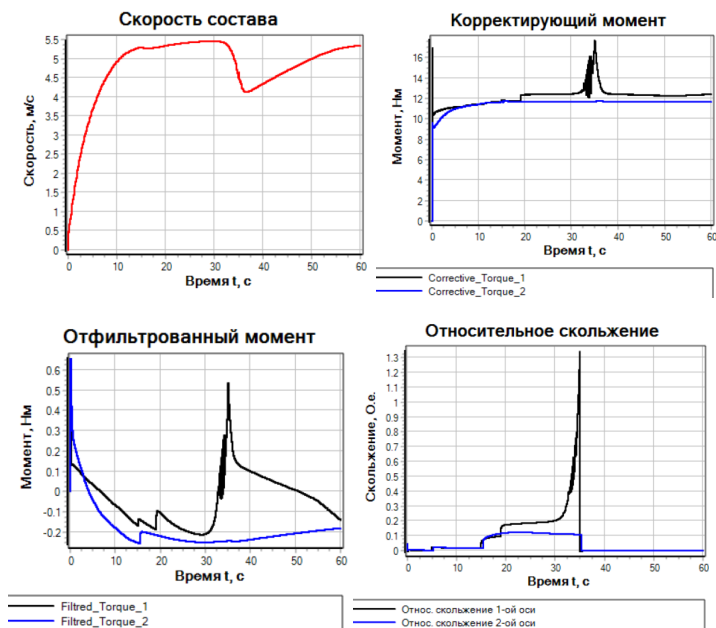 Скорость состава
Скорость, м/с
5.5
5
4.5
4
3.5
3
2.5
2
1.5
1
0.5
0
0 10 20 30 40 50 60
Время t, с
Корректирующий момент
Момент, Нм
16
14
12
10
8
6
4
2
0
0 10 20 30 40 50 60
Время t, с
Corrective_Torque_1
Corrective_Torque_2
Отфильтрованный момент
Момент, Нм
0.6
0.5
0.4
0.3
0.2
0.1
0
-0.1
-0.2
0 10 20 30 40 50 60
Время t, с
Filtred_Torque_1
Filtred_Torque_2
Относительное скольжение
Скольжение, О.е.
1.3
1.2
1.1
1
0.9
0.8
0.7
0.6
0.5
0.4
0.3
0.2
0.1
0
0 10 20 30 40 50 60
Время t, с
Относ. скольжение 1-ой оси
Относ. скольжение 2-ой оси